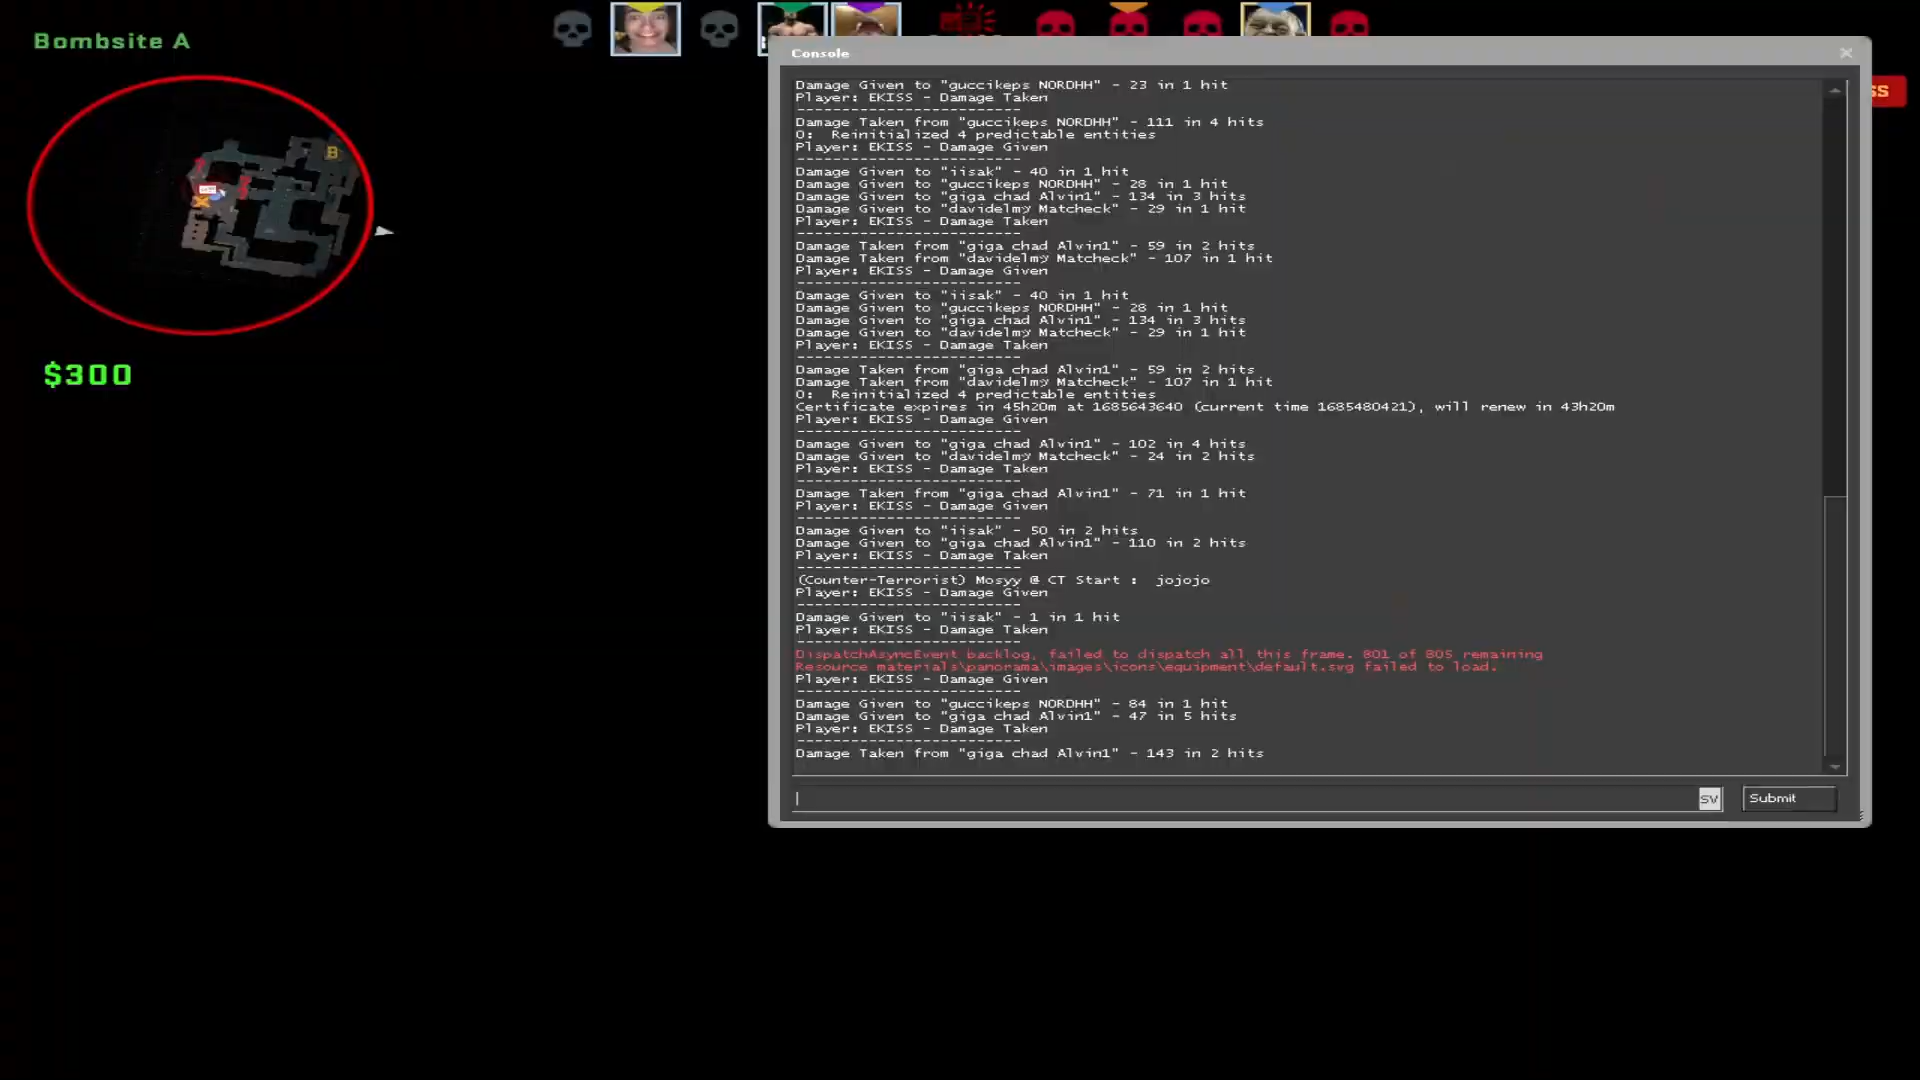 Bombsite A
Console
SS
B
$300
Damage Given to "guccikeps NORDHH" - 23 in 1 hit
Player: EKISS - Damage Taken
-------------------------
Damage Taken from "guccikeps NORDHH" - 111 in 4 hits
0:  Reinitialized 4 predictable entities
Player: EKISS - Damage Given
-------------------------
Damage Given to "iisak" - 40 in 1 hit
Damage Given to "guccikeps NORDHH" - 28 in 1 hit
Damage Given to "giga chad Alvin1" - 134 in 3 hits
Damage Given to "davidelmy Matcheck" - 29 in 1 hit
Player: EKISS - Damage Taken
-------------------------
Damage Taken from "giga chad Alvin1" - 59 in 2 hits
Damage Taken from "davidelmy Matcheck" - 107 in 1 hit
Player: EKISS - Damage Given
-------------------------
Damage Given to "iisak" - 40 in 1 hit
Damage Given to "guccikeps NORDHH" - 28 in 1 hit
Damage Given to "giga chad Alvin1" - 134 in 3 hits
Damage Given to "davidelmy Matcheck" - 29 in 1 hit
Player: EKISS - Damage Taken
-------------------------
Damage Taken from "giga chad Alvin1" - 59 in 2 hits
Damage Taken from "davidelmy Matcheck" - 107 in 1 hit
0:  Reinitialized 4 predictable entities
Certificate expires in 45h20m at 1685643640 (current time 1685480421), will renew in 43h20m
Player: EKISS - Damage Given
-------------------------
Damage Given to "giga chad Alvin1" - 102 in 4 hits
Damage Given to "davidelmy Matcheck" - 24 in 2 hits
Player: EKISS - Damage Taken
-------------------------
Damage Taken from "giga chad Alvin1" - 71 in 1 hit
Player: EKISS - Damage Given
-------------------------
Damage Given to "iisak" - 50 in 2 hits
Damage Given to "giga chad Alvin1" - 110 in 2 hits
Player: EKISS - Damage Taken
-------------------------
(Counter-Terrorist) Mosyy @ CT Start :  jojojo
Player: EKISS - Damage Given
-------------------------
Damage Given to "iisak" - 1 in 1 hit
Player: EKISS - Damage Taken
-------------------------
DispatchAsyncEvent backlog, failed to dispatch all this frame. 801 of 805 remaining
Resource materials\panorama\images\icons\equipment\default.svg failed to load.
Player: EKISS - Damage Given
-------------------------
Damage Given to "guccikeps NORDHH" - 84 in 1 hit
Damage Given to "giga chad Alvin1" - 47 in 5 hits
Player: EKISS - Damage Taken
-------------------------
Damage Taken from "giga chad Alvin1" - 143 in 2 hits
SV
Submit